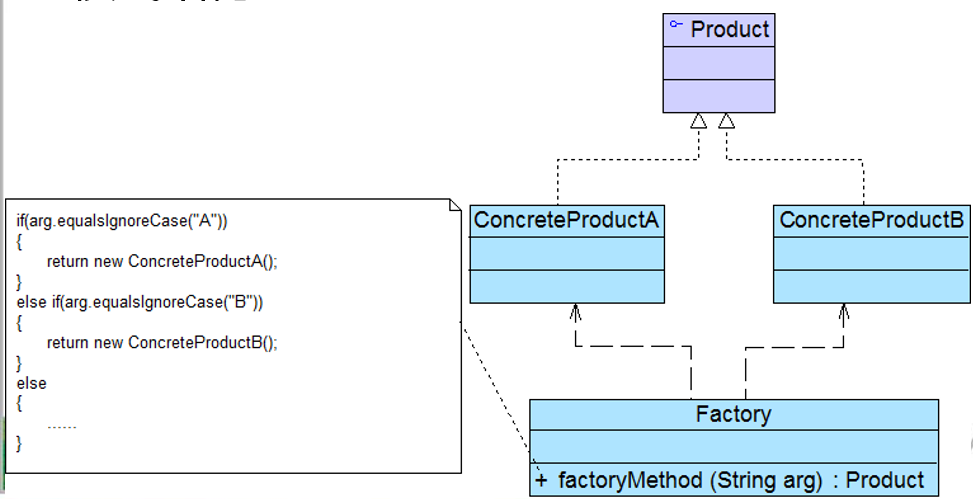 Product
ConcreteProductA
ConcreteProductB
if(arg.equalsIgnoreCase("A"))
{
return new ConcreteProductA();
}
else if(arg.equalsIgnoreCase("B"))
{
return new ConcreteProductB();
}
else
{
......
}
Factory
+ factoryMethod (String arg) : Product